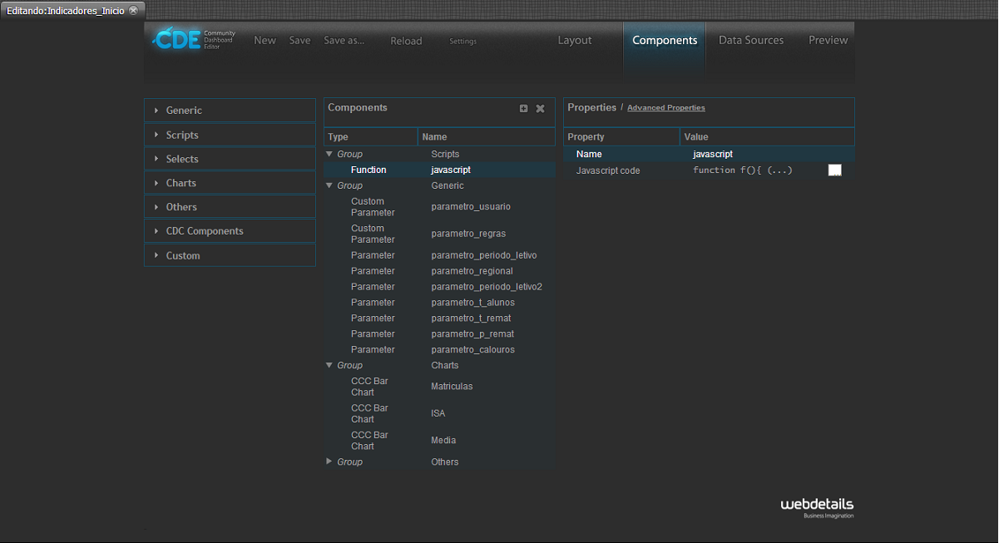 Editando:Indicadores_Inicio
CDE Community Dashboard Editor
New Save Save as... Reload Settings Layout Components Data Sources Preview
Generic
Scripts
Selects
Charts
Others
CDC Components
Custom
Components
Type Name
Group Scripts
Function javascript
Group Generic
Custom Parameter parametro_usuario
Custom Parameter parametro_regras
Parameter parametro_periodo_letivo
Parameter parametro_regional
Parameter parametro_periodo_letivo2
Parameter parametro_t_alunos
Parameter parametro_t_remat
Parameter parametro_p_remat
Parameter parametro_calouros
Group Charts
CCC Bar Chart Matriculas
CCC Bar Chart ISA
CCC Bar Chart Media
Group Others
Properties / Advanced Properties
Property Value
Name javascript
Javascript code function f(){ (...)
webdetails
Business Imagination